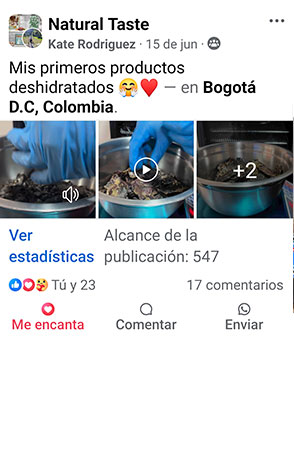 Natural Taste
Kate Rodriguez · 15 de jun ·
Mis primeros productos
deshidratados 🤗❤️ — en Bogotá
D.C, Colombia.
+2
Ver
estadísticas
Alcance de la
publicación: 547
Tú y 23
17 comentarios
Me encanta
Comentar
Enviar